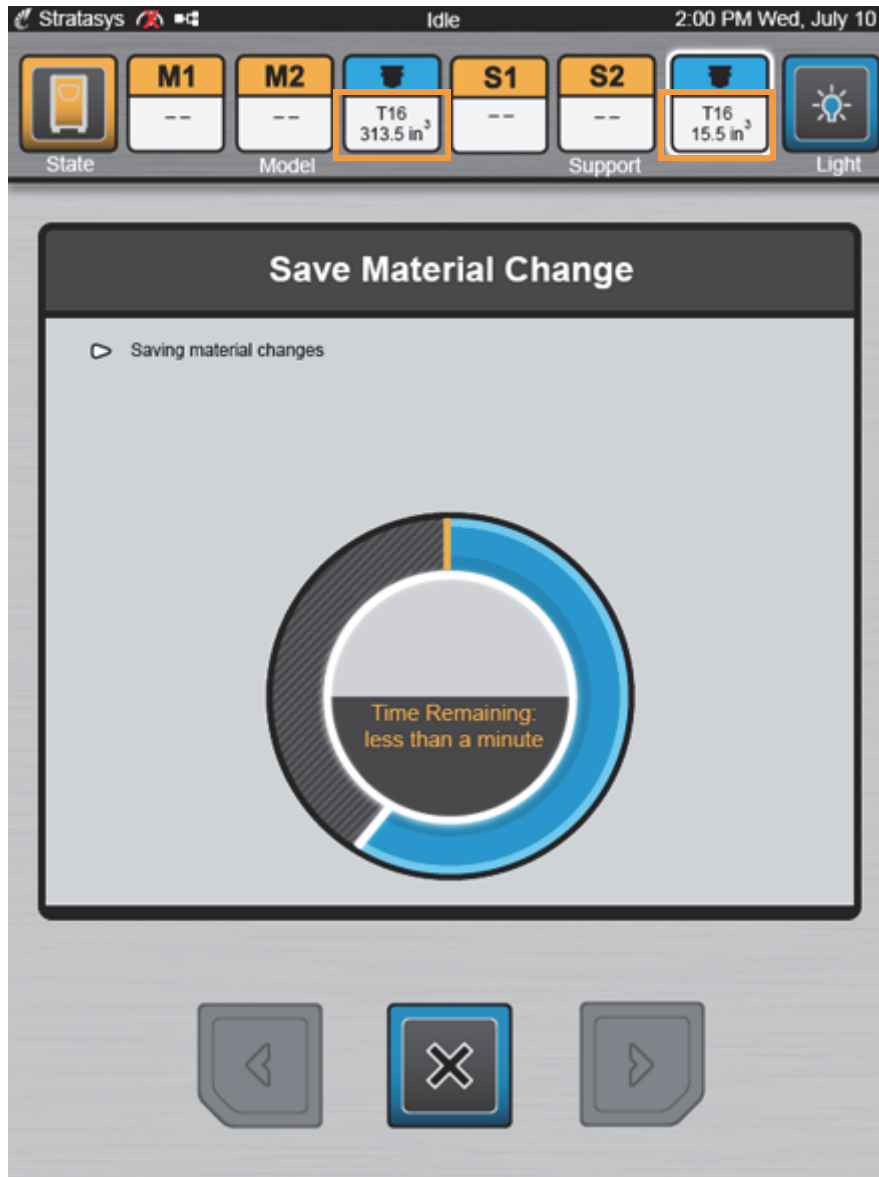 Stratasys Idle 2:00 PM Wed, July 10
M1 M2 S1 S2
-- -- T16 -- -- T16
313.5 in³ 15.5 in³
State Model Support Light
Save Material Change
Saving material changes
Time Remaining:
less than a minute